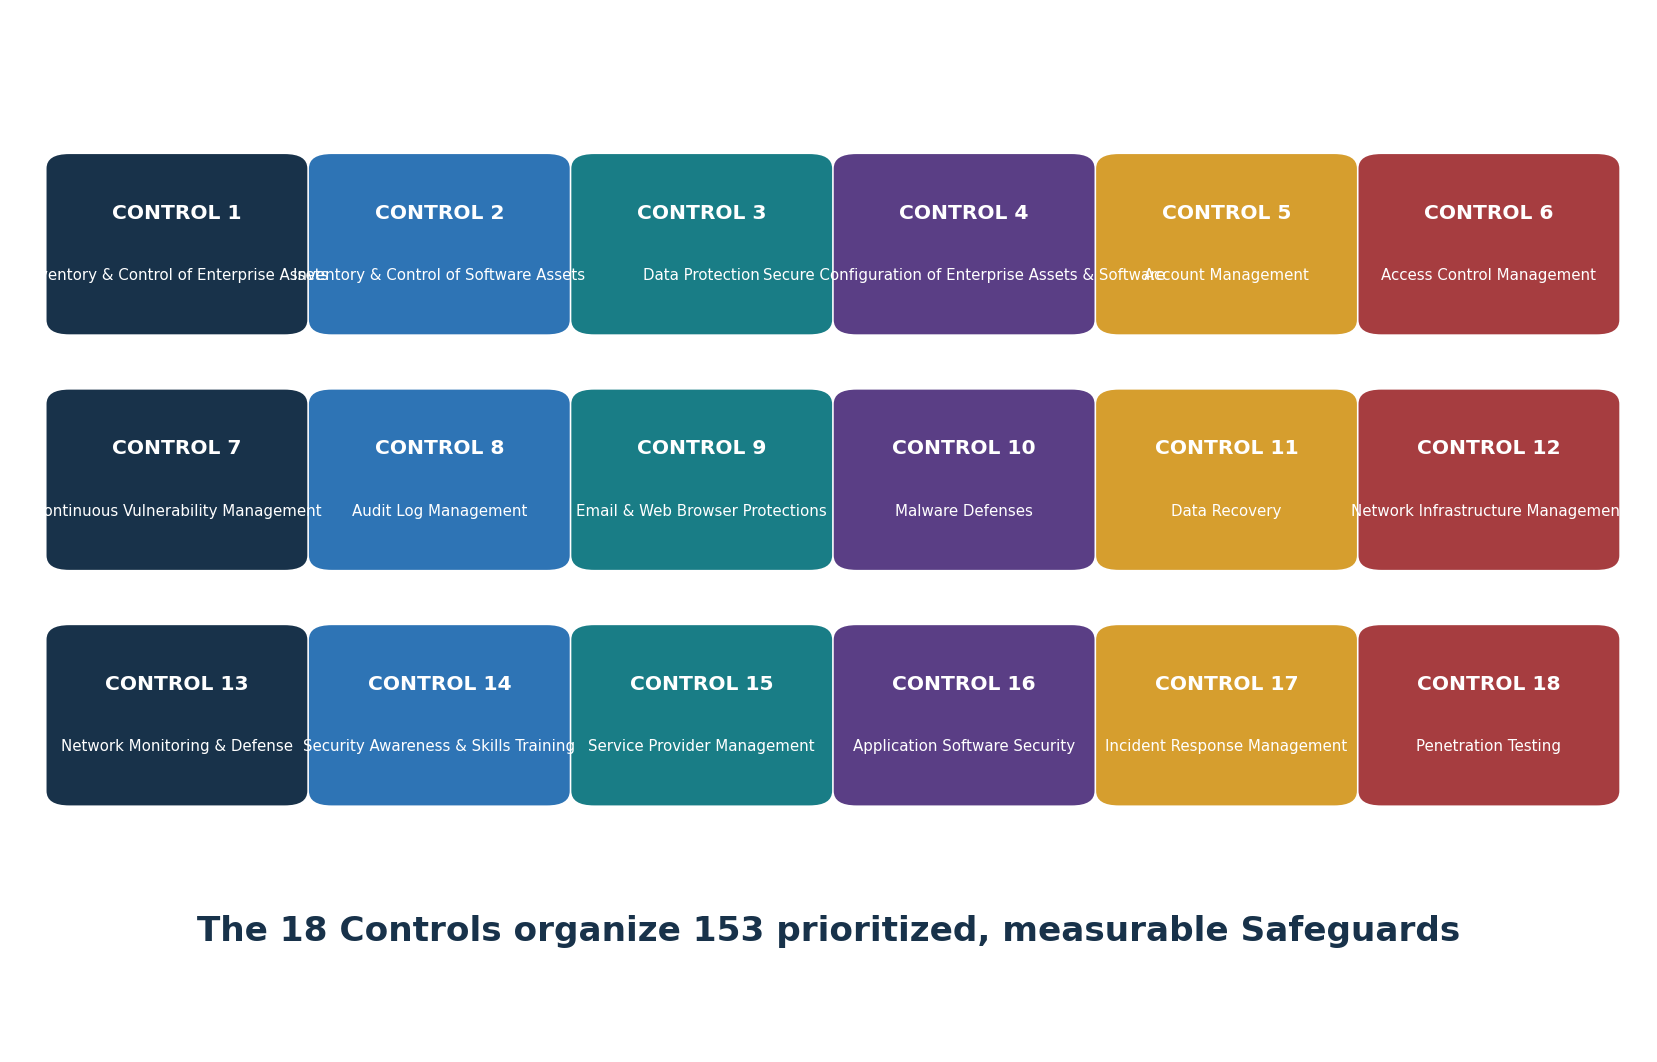 CONTROL 1
ventory & Control of Enterprise Assets
CONTROL 2
Inventory & Control of Software Assets
CONTROL 3
Data Protection
CONTROL 4
Secure Configuration of Enterprise Assets & Software
CONTROL 5
Account Management
CONTROL 6
Access Control Management
CONTROL 7
ontinuous Vulnerability Management
CONTROL 8
Audit Log Management
CONTROL 9
Email & Web Browser Protections
CONTROL 10
Malware Defenses
CONTROL 11
Data Recovery
CONTROL 12
Network Infrastructure Managemen
CONTROL 13
Network Monitoring & Defense
CONTROL 14
Security Awareness & Skills Training
CONTROL 15
Service Provider Management
CONTROL 16
Application Software Security
CONTROL 17
Incident Response Management
CONTROL 18
Penetration Testing
The 18 Controls organize 153 prioritized, measurable Safeguards